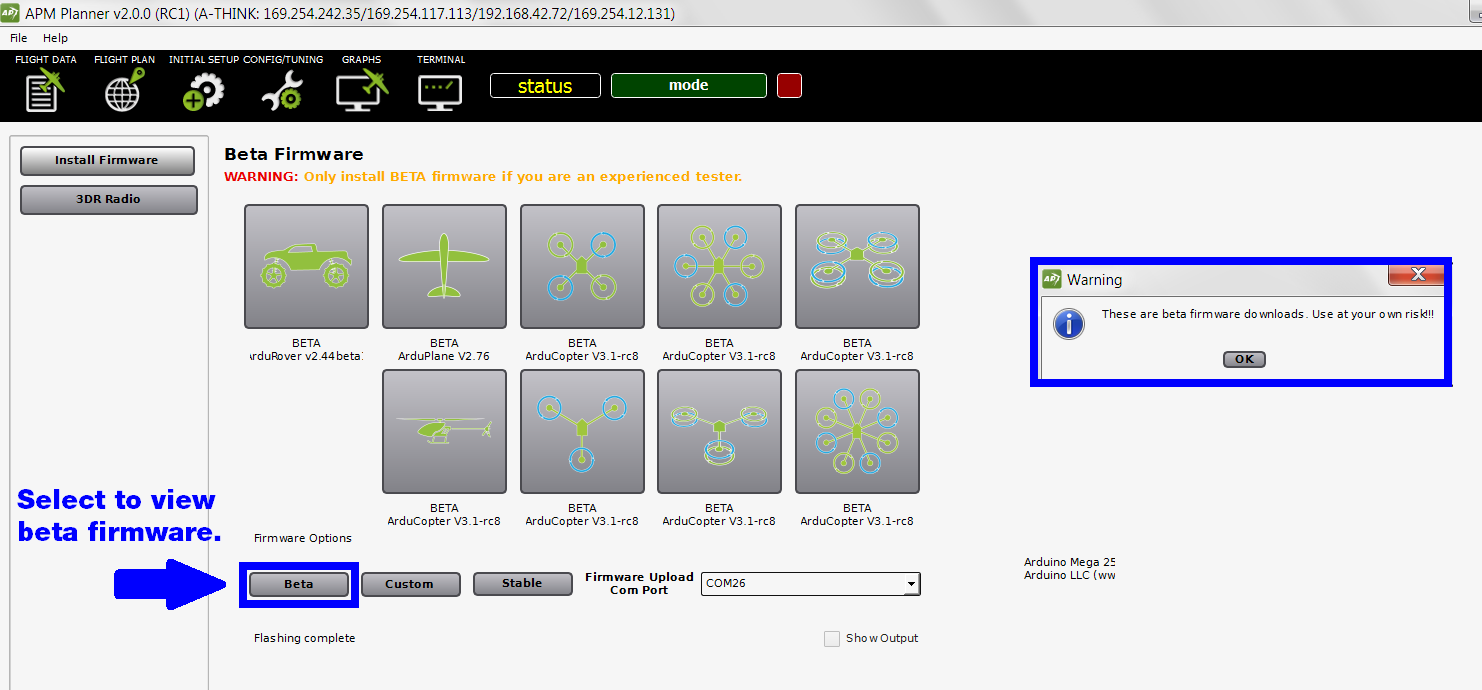 APM Planner v2.0.0 (RC1) (A-THINK: 169.254.242.35/169.254.117.113/192.168.42.72/169.254.12.131)
File Help
FLIGHT DATA FLIGHT PLAN INITIAL SETUP CONFIG/TUNING GRAPHS TERMINAL
status mode
Install Firmware
3DR Radio
Beta Firmware
WARNING: Only install BETA firmware if you are an experienced tester.
BETA BETA BETA BETA BETA
ArduRover v2.44beta ArduPlane V2.76 ArduCopter V3.1-rc8 ArduCopter V3.1-rc8 ArduCopter V3.1-rc8
BETA BETA BETA BETA
ArduCopter V3.1-rc8 ArduCopter V3.1-rc8 ArduCopter V3.1-rc8 ArduCopter V3.1-rc8
Warning
These are beta firmware downloads. Use at your own risk!!!
OK
Select to view
beta firmware.
Firmware Options
Beta Custom Stable
Firmware Upload
Com Port
COM26
Arduino Mega 25
Arduino LLC (ww
Flashing complete
Show Output